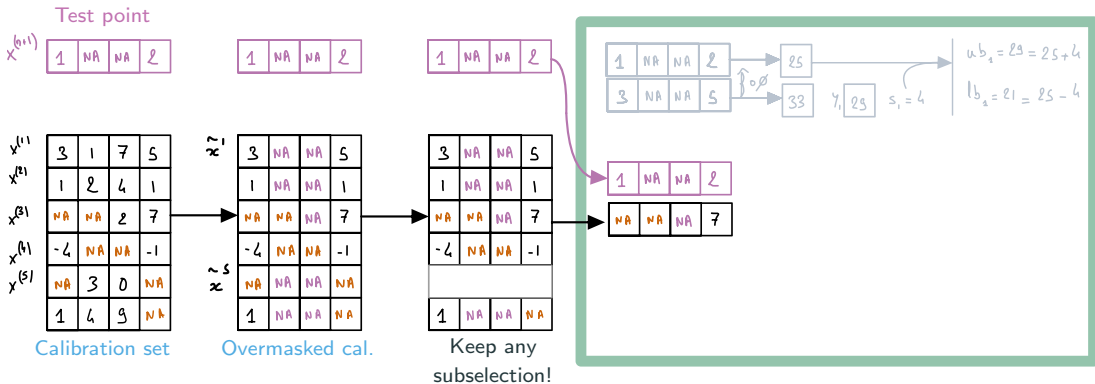 Test point
x^(n+1)
1 NA NA 2
1 NA NA 2
1 NA NA 2
1 NA NA 2 25
3 NA NA 5 33 y₁ 29 s₁ = 4
ub₁ = 29 = 25 + 4
lb₁ = 21 = 25 - 4
x^(1) 3 1 7 5
x^(2) 1 2 4 1
x^(3) NA NA 2 7
x^(4) -4 NA NA -1
x^(5) NA 3 0 NA
1 4 9 NA
Calibration set
x̃^1 3 NA NA 5
1 NA NA 1
NA NA NA 7
-4 NA NA -1
x̃^5 NA NA NA NA
1 NA NA NA
Overmasked cal.
3 NA NA 5
1 NA NA 1
NA NA NA 7
-4 NA NA -1
1 NA NA NA
Keep any
subselection!
1 NA NA 2
NA NA NA 7